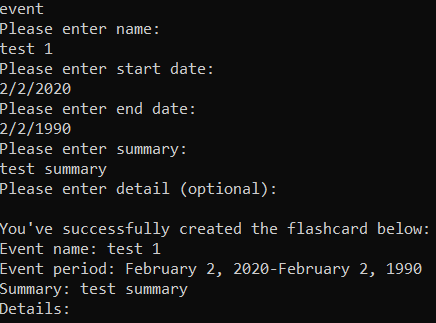 event
Please enter name:
test 1
Please enter start date:
2/2/2020
Please enter end date:
2/2/1990
Please enter summary:
test summary
Please enter detail (optional):
You've successfully created the flashcard below:
Event name: test 1
Event period: February 2, 2020-February 2, 1990
Summary: test summary
Details: